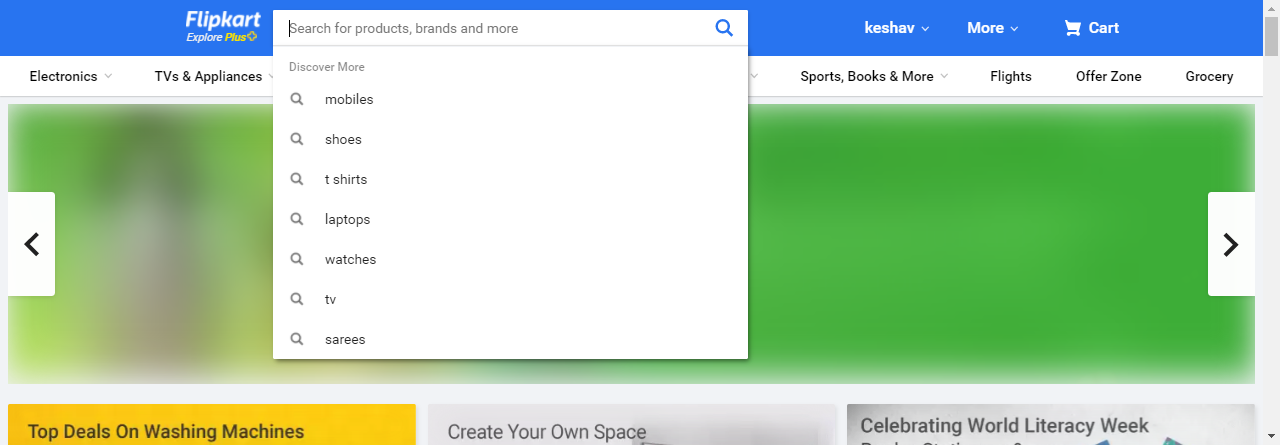 Flipkart
Explore Plus
Search for products, brands and more
keshav
More
Cart
Electronics
TVs & Appliances
Sports, Books & More
Flights
Offer Zone
Grocery
Discover More
mobiles
shoes
t shirts
laptops
watches
tv
sarees
Top Deals On Washing Machines
Create Your Own Space
Celebrating World Literacy Week